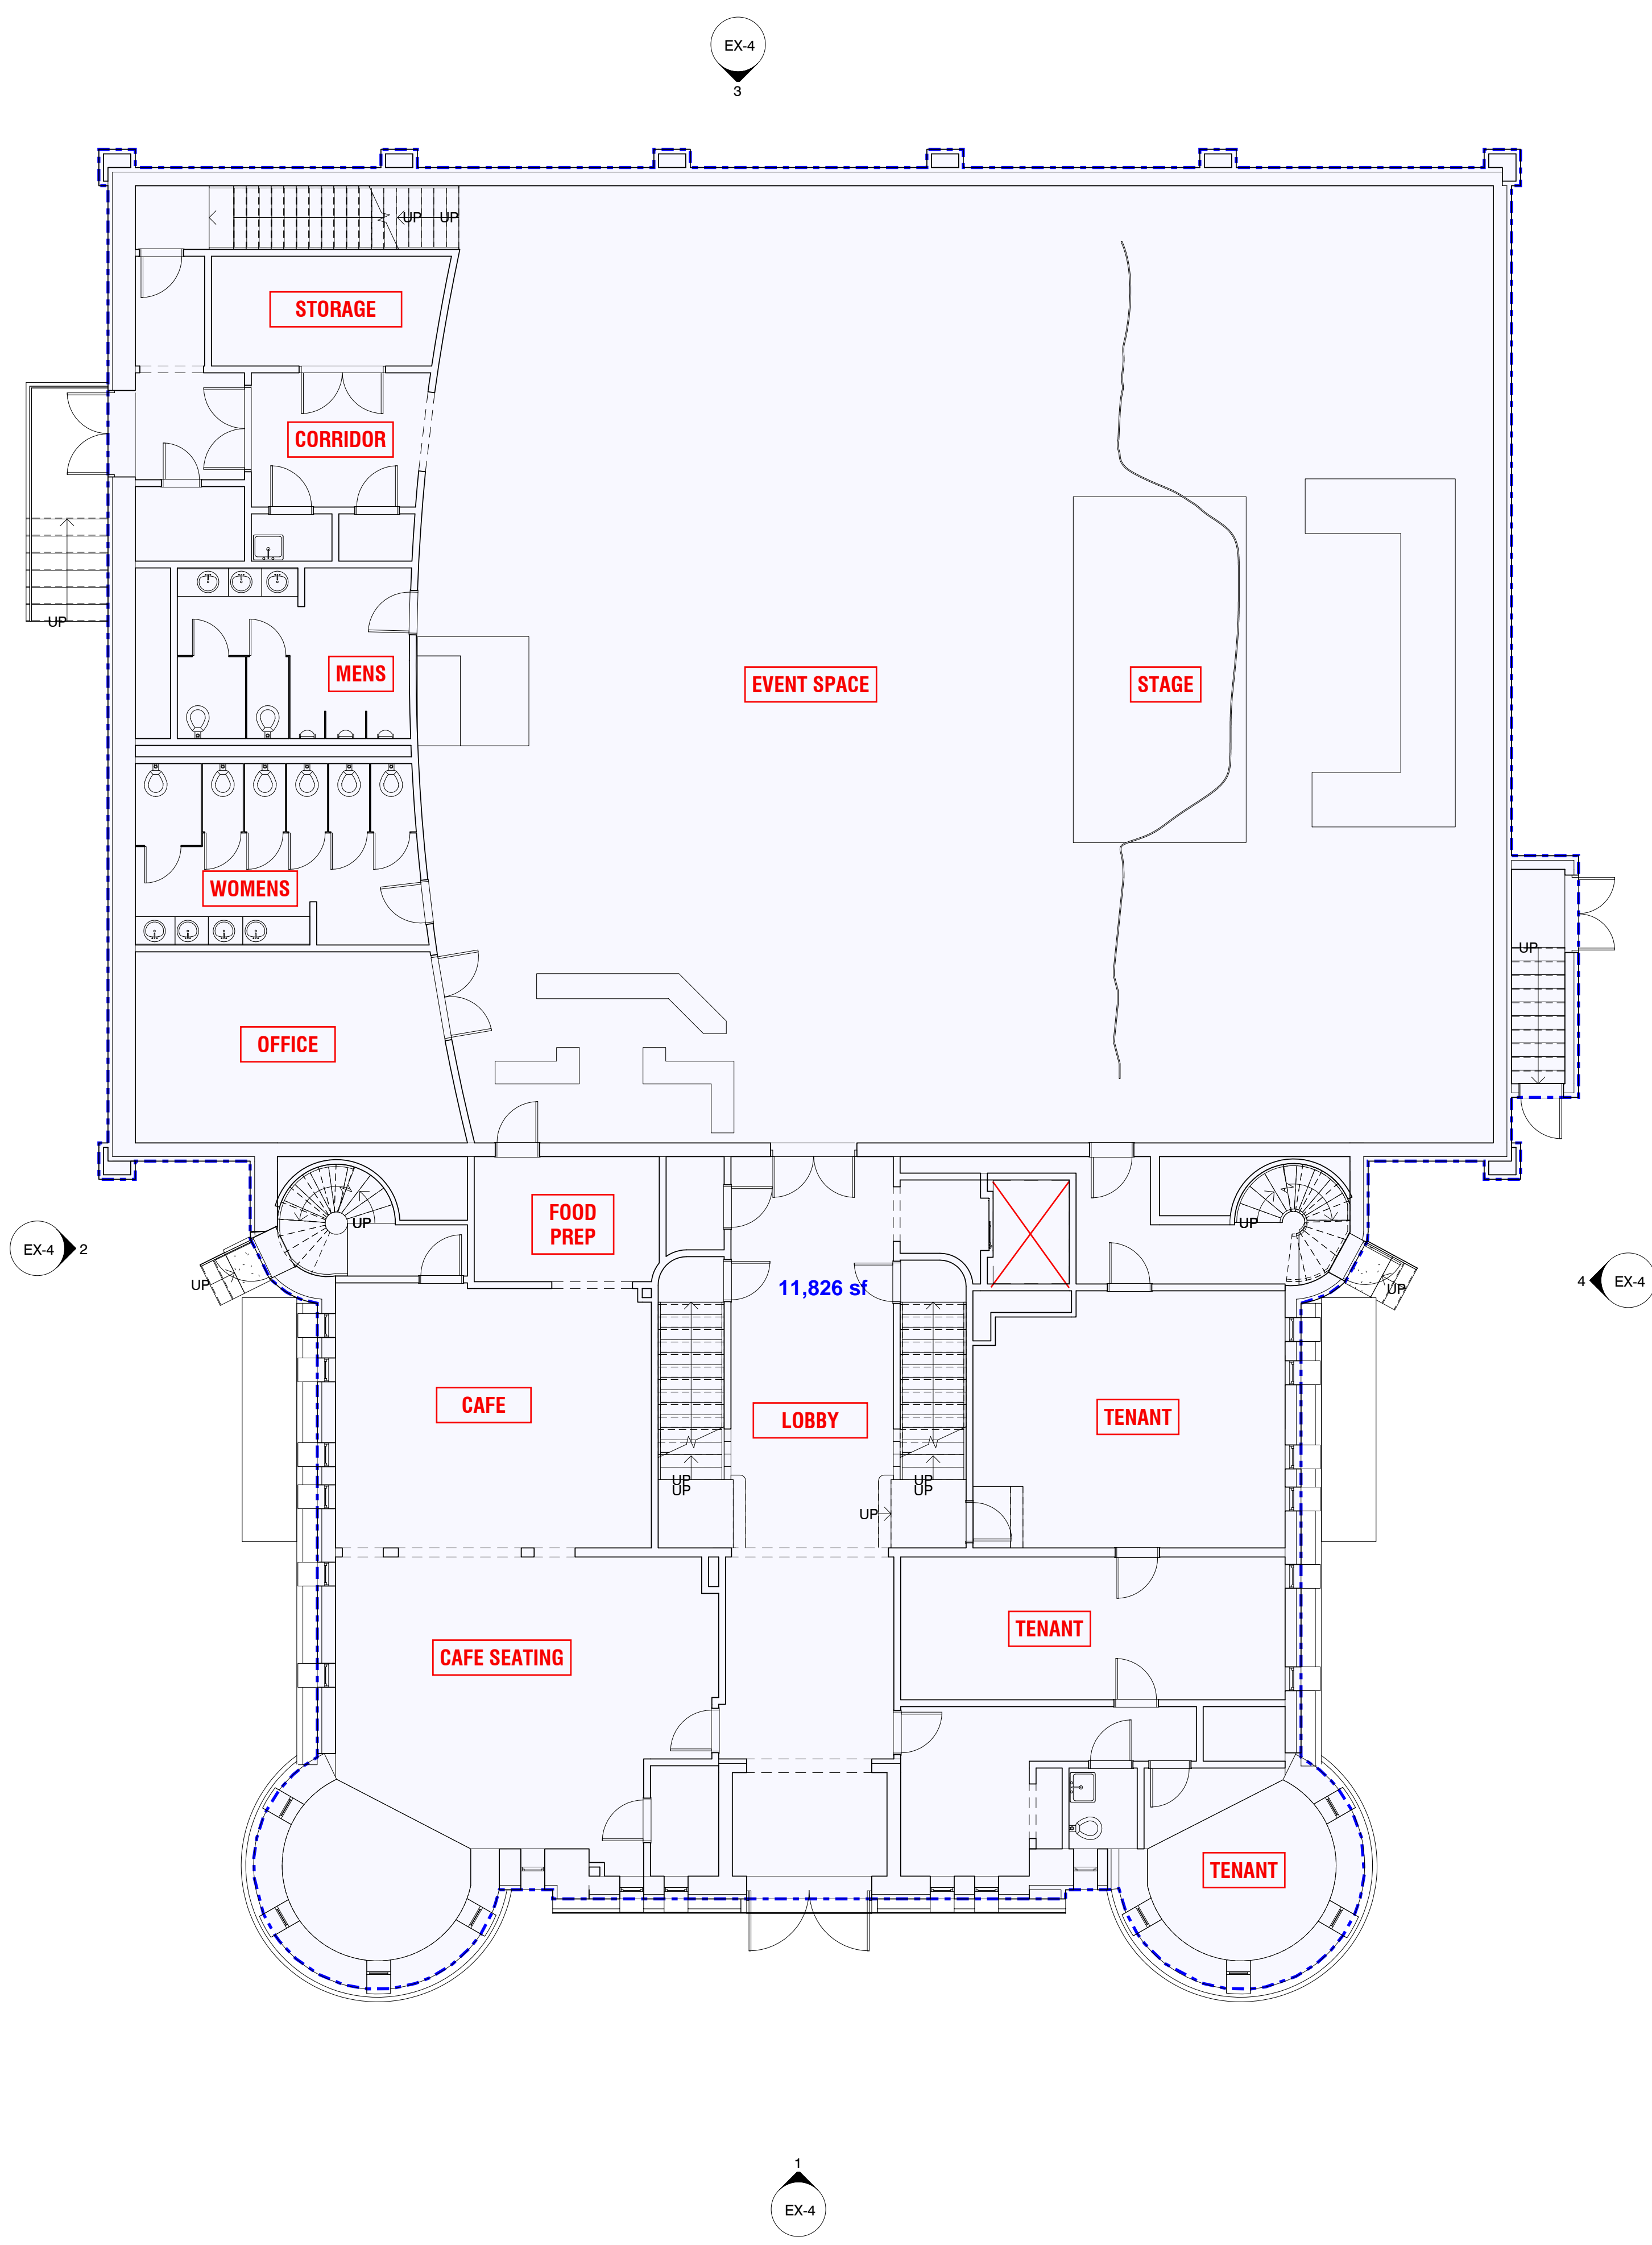 EX-4
3
UP UP
STORAGE
CORRIDOR
UP
MENS
EVENT SPACE
STAGE
WOMENS
UP
OFFICE
FOOD
PREP
UP
UP
EX-4 2
UP
11,826 sf
UP
4 EX-4
CAFE
LOBBY
TENANT
UP
UP
UP
UP
UP
TENANT
CAFE SEATING
TENANT
1
EX-4